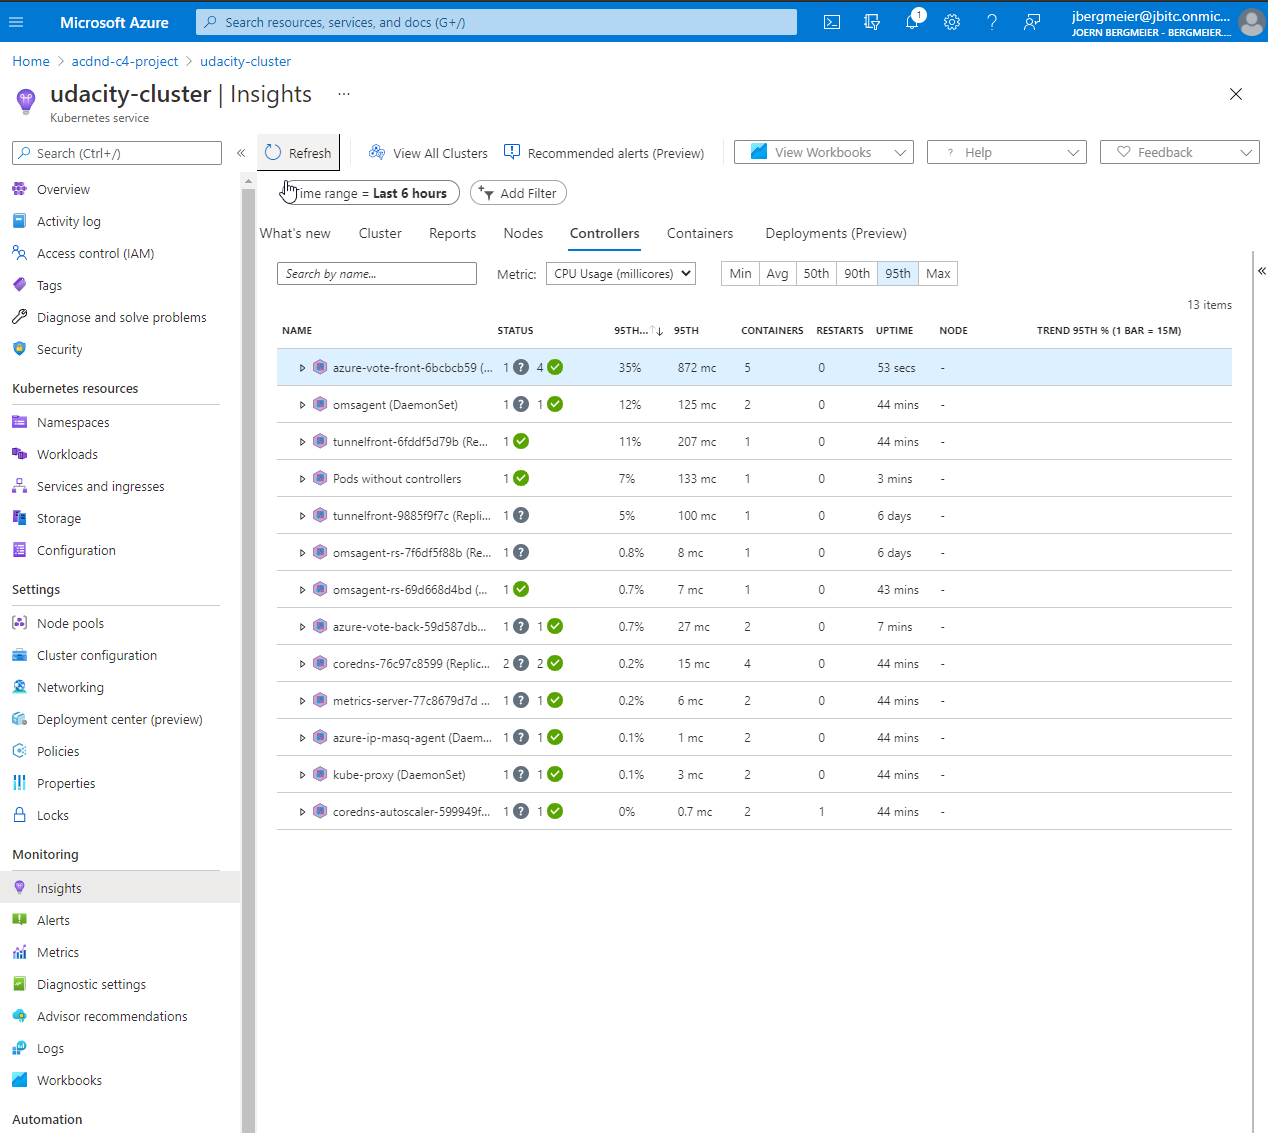 Microsoft Azure
Search resources, services, and docs (G+/)
1
jbergmeier@jbitc.onmic...
JOERN BERGMEIER - BERGMEIER....
Home > acdnd-c4-project > udacity-cluster
udacity-cluster | Insights ...
Kubernetes service
Search (Ctrl+/)
«
Refresh
View All Clusters
Recommended alerts (Preview)
View Workbooks
? Help
Feedback
Overview
Activity log
Access control (IAM)
Tags
Diagnose and solve problems
Security
Kubernetes resources
Namespaces
Workloads
Services and ingresses
Storage
Configuration
Settings
Node pools
Cluster configuration
Networking
Deployment center (preview)
Policies
Properties
Locks
Monitoring
Insights
Alerts
Metrics
Diagnostic settings
Advisor recommendations
Logs
Workbooks
Automation
ime range = Last 6 hours
Add Filter
What's new Cluster Reports Nodes Controllers Containers Deployments (Preview)
Search by name...
Metric: CPU Usage (millicores)
Min Avg 50th 90th 95th Max
«
13 items
NAME STATUS 95TH...↑↓ 95TH CONTAINERS RESTARTS UPTIME NODE TREND 95TH % (1 BAR = 15M)
azure-vote-front-6bcbcb59 (... 1 ? 4 35% 872 mc 5 0 53 secs -
omsagent (DaemonSet) 1 ? 1 12% 125 mc 2 0 44 mins -
tunnelfront-6fddf5d79b (Re... 1 11% 207 mc 1 0 44 mins -
Pods without controllers 1 7% 133 mc 1 0 3 mins -
tunnelfront-9885f9f7c (Repli... 1 ? 5% 100 mc 1 0 6 days -
omsagent-rs-7f6df5f88b (Re... 1 ? 0.8% 8 mc 1 0 6 days -
omsagent-rs-69d668d4bd (... 1 0.7% 7 mc 1 0 43 mins -
azure-vote-back-59d587db... 1 ? 1 0.7% 27 mc 2 0 7 mins -
coredns-76c97c8599 (Replic... 2 ? 2 0.2% 15 mc 4 0 44 mins -
metrics-server-77c8679d7d ... 1 ? 1 0.2% 6 mc 2 0 44 mins -
azure-ip-masq-agent (Daem... 1 ? 1 0.1% 1 mc 2 0 44 mins -
kube-proxy (DaemonSet) 1 ? 1 0.1% 3 mc 2 0 44 mins -
coredns-autoscaler-599949f... 1 ? 1 0% 0.7 mc 2 1 44 mins -